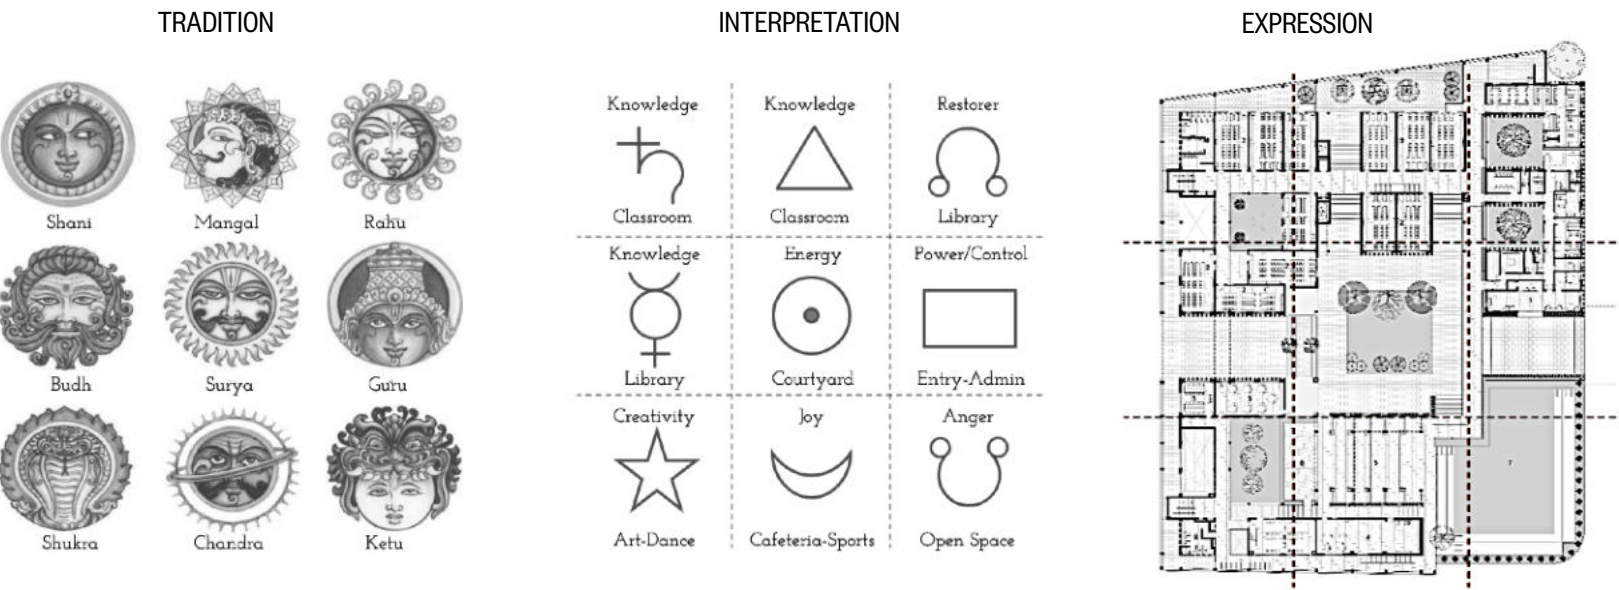 TRADITION
INTERPRETATION
EXPRESSION
Shani
Mangal
Rahu
Budh
Surya
Guru
Shukra
Chandra
Ketu
Knowledge
Classroom
Knowledge
Classroom
Restorer
Library
Knowledge
Library
Energy
Courtyard
Power/Control
Entry-Admin
Creativity
Art-Dance
Joy
Cafeteria-Sports
Anger
Open Space
7